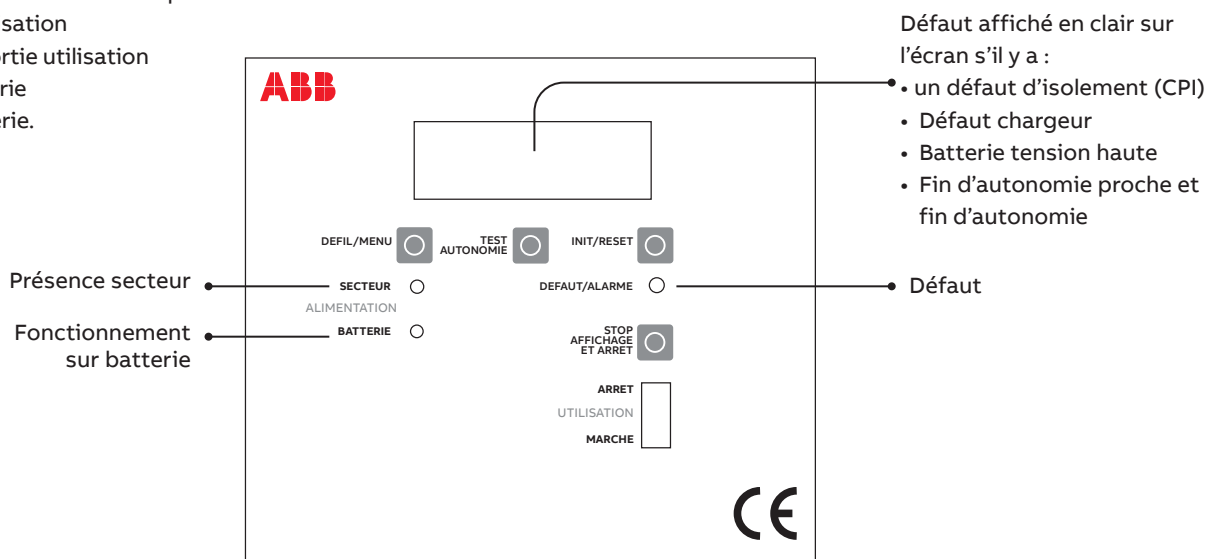 sation
rtie utilisation
rie
rie.
Défaut affiché en clair sur
l'écran s'il y a :
• un défaut d'isolement (CPI)
• Défaut chargeur
• Batterie tension haute
• Fin d'autonomie proche et
fin d'autonomie
ABB
DEFIL/MENU
TEST
AUTONOMIE
INIT/RESET
Présence secteur
SECTEUR
DEFAUT/ALARME
Défaut
ALIMENTATION
Fonctionnement
sur batterie
BATTERIE
STOP
AFFICHAGE
ET ARRET
ARRET
UTILISATION
MARCHE
CE